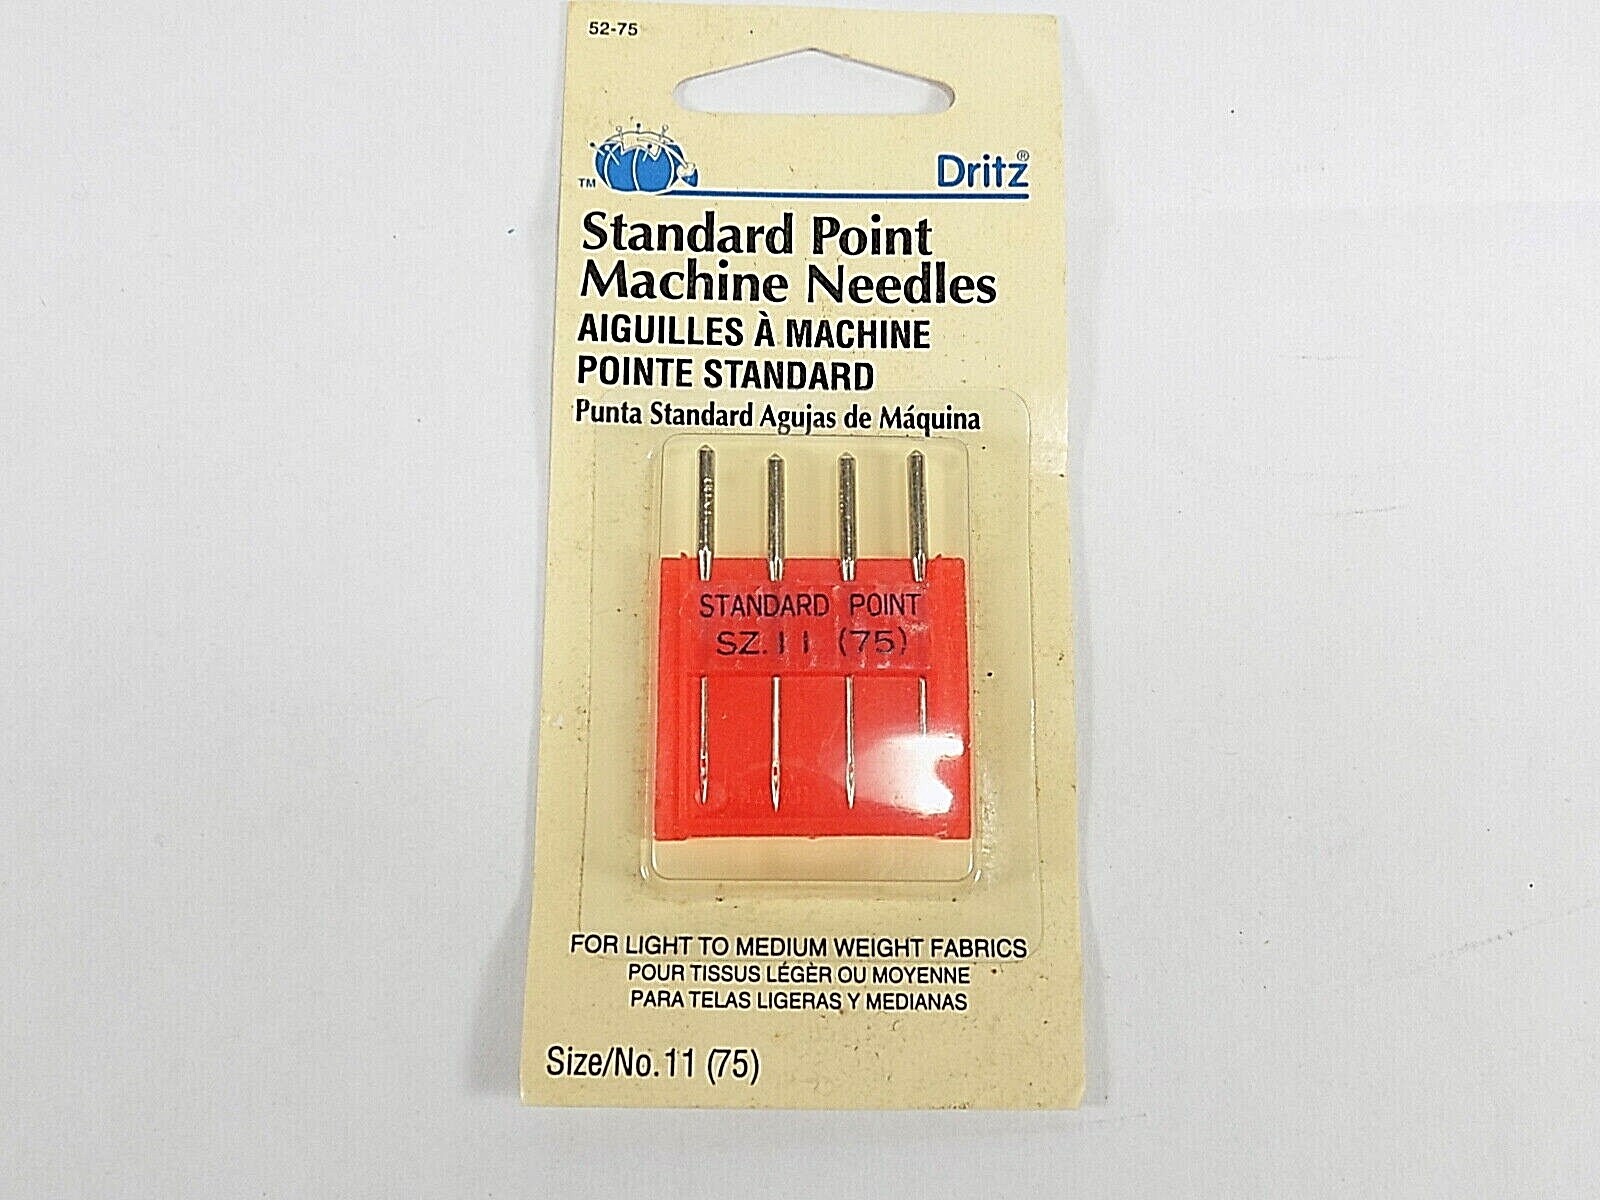 52-75
TM
Dritz®
Standard Point
Machine Needles
AIGUILLES À MACHINE
POINTE STANDARD
Punta Standard Agujas de Máquina
STANDARD POINT
SZ. 11 (75)
FOR LIGHT TO MEDIUM WEIGHT FABRICS
POUR TISSUS LÉGÈR OU MOYENNE
PARA TELAS LIGERAS Y MEDIANAS
Size/No. 11 (75)